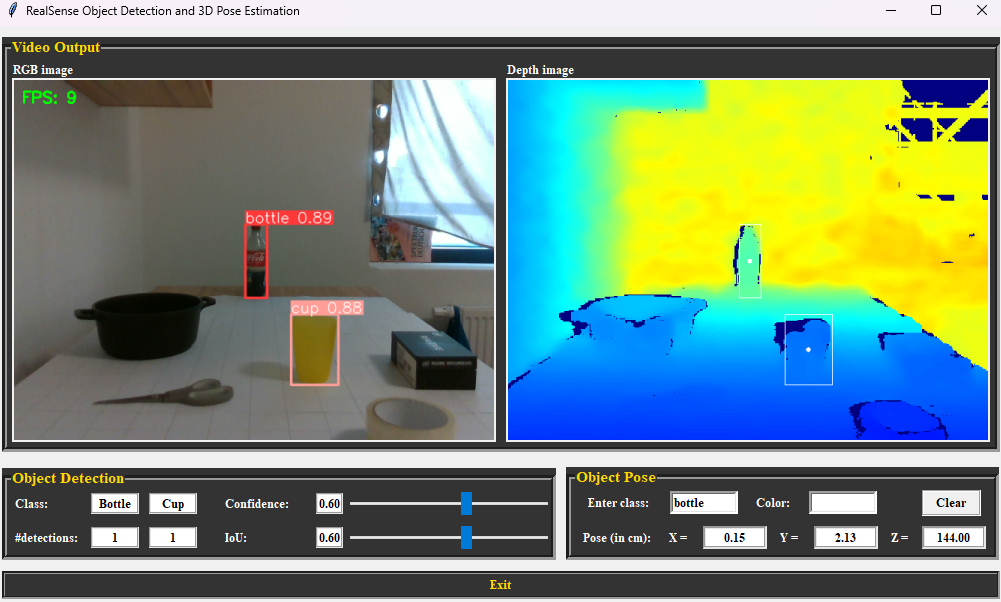 RealSense Object Detection and 3D Pose Estimation
Video Output
RGB image
Depth image
FPS: 9
bottle 0.89
Coca-Cola
cup 0.88
Object Detection
Class: Bottle Cup Confidence: 0.60
#detections: 1 1 IoU: 0.60
Object Pose
Enter class: bottle Color: Clear
Pose (in cm): X = 0.15 Y = 2.13 Z = 144.00
Exit